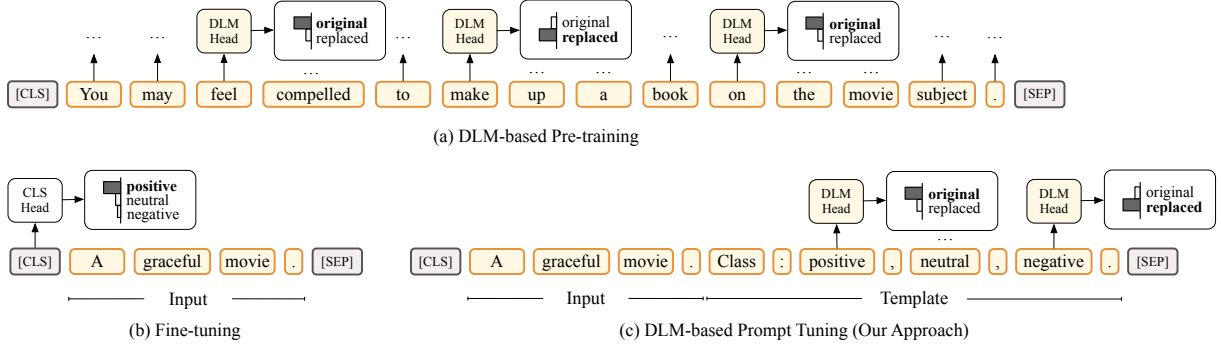 DLM Head original replaced DLM Head original replaced DLM Head original replaced
... ... ... ... ... ... ... ... ... ... ...
[CLS] You may feel compelled to make up a book on the movie subject . [SEP]
(a) DLM-based Pre-training
CLS Head positive neutral negative
[CLS] A graceful movie . [SEP]
Input
(b) Fine-tuning
DLM Head original replaced ... DLM Head original replaced
[CLS] A graceful movie . Class : positive , neutral , negative . [SEP]
Input Template
(c) DLM-based Prompt Tuning (Our Approach)